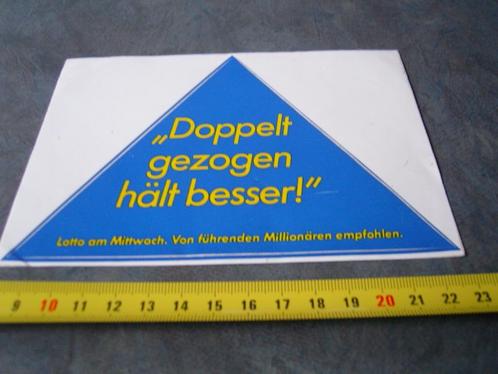 „Doppelt
gezogen
hält besser!“
Lotto am Mittwoch. Von führenden Millionären empfohlen.
9 10 11 12 13 14 15 16 17 18 19 20 21 22 23